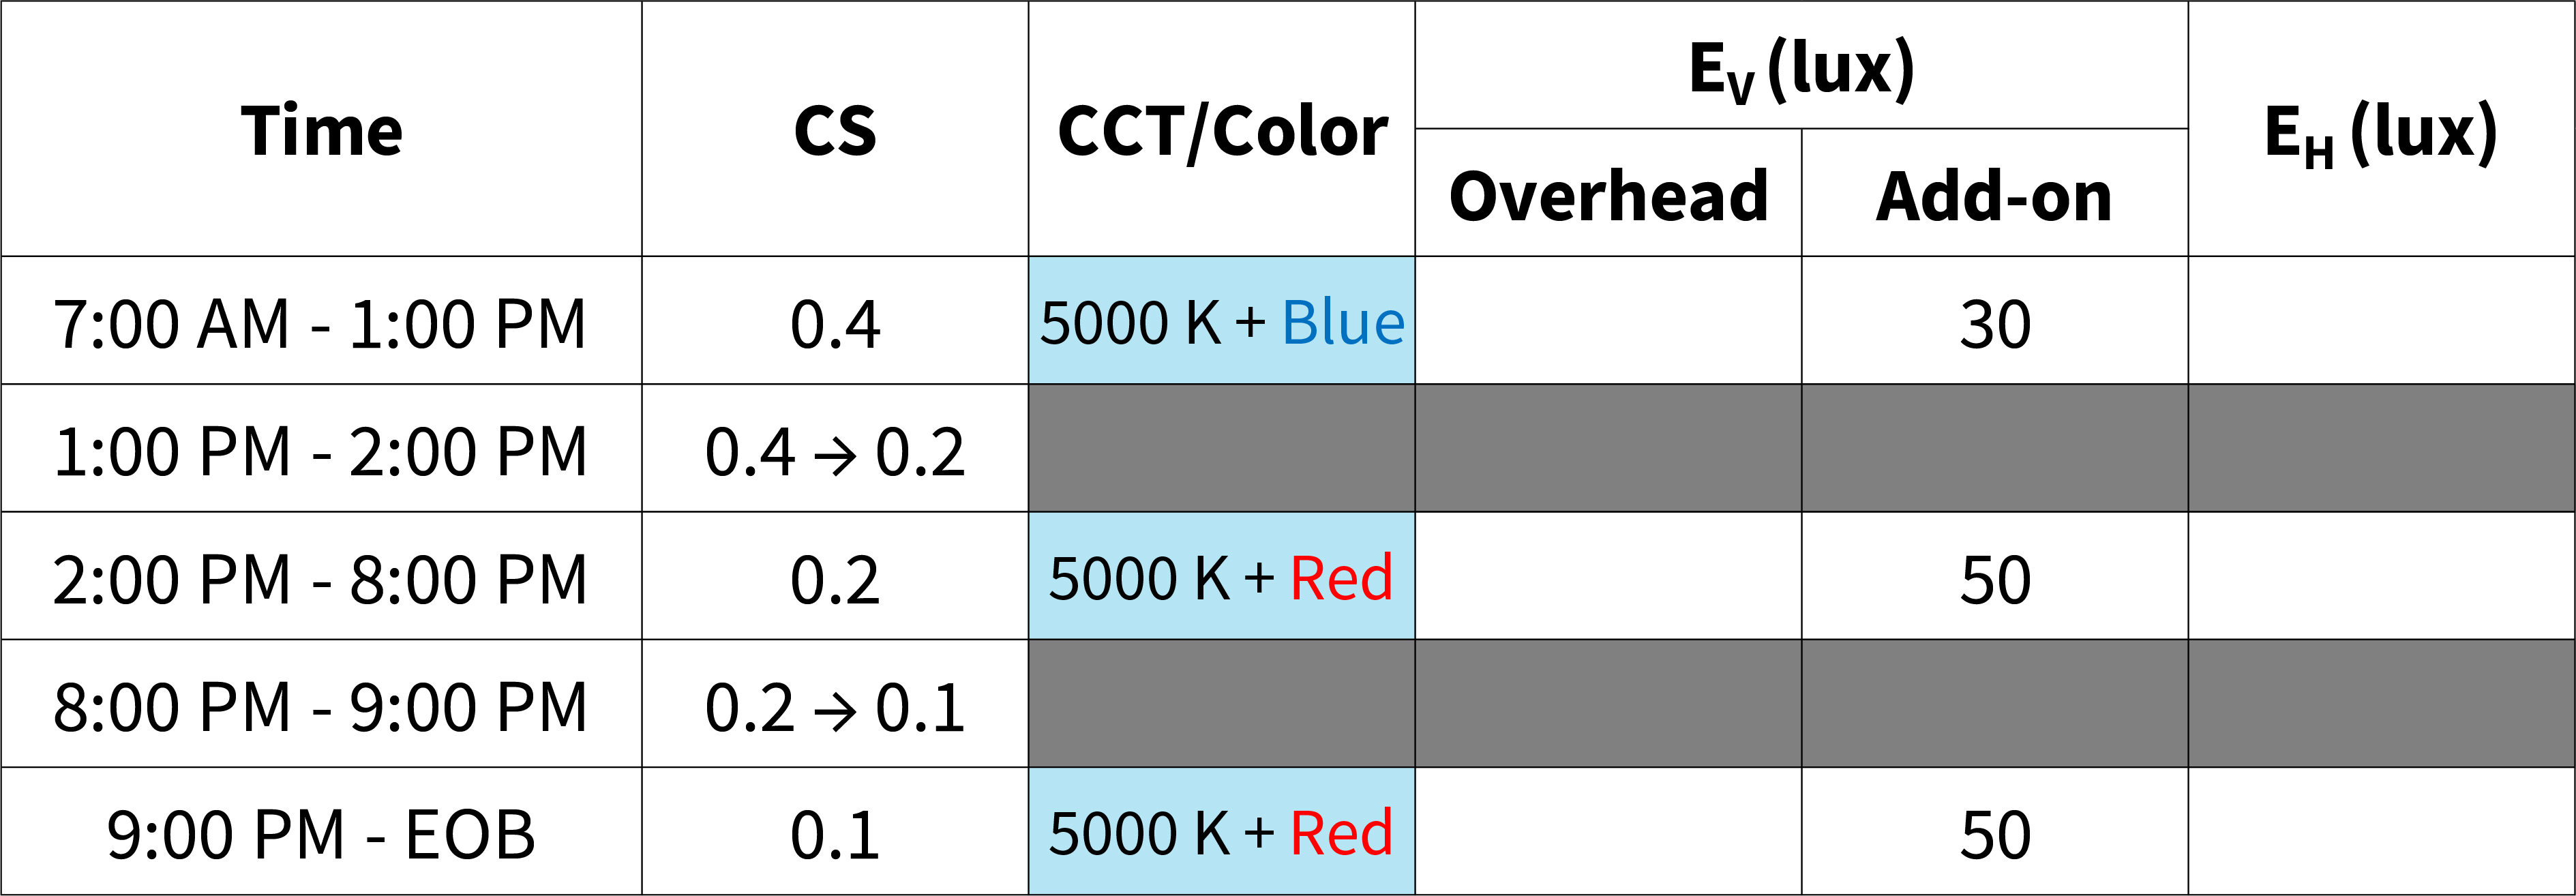 Time CS CCT/Color E_V (lux) E_H (lux)
Overhead Add-on
7:00 AM - 1:00 PM 0.4 5000 K + Blue 30
1:00 PM - 2:00 PM 0.4 → 0.2
2:00 PM - 8:00 PM 0.2 5000 K + Red 50
8:00 PM - 9:00 PM 0.2 → 0.1
9:00 PM - EOB 0.1 5000 K + Red 50